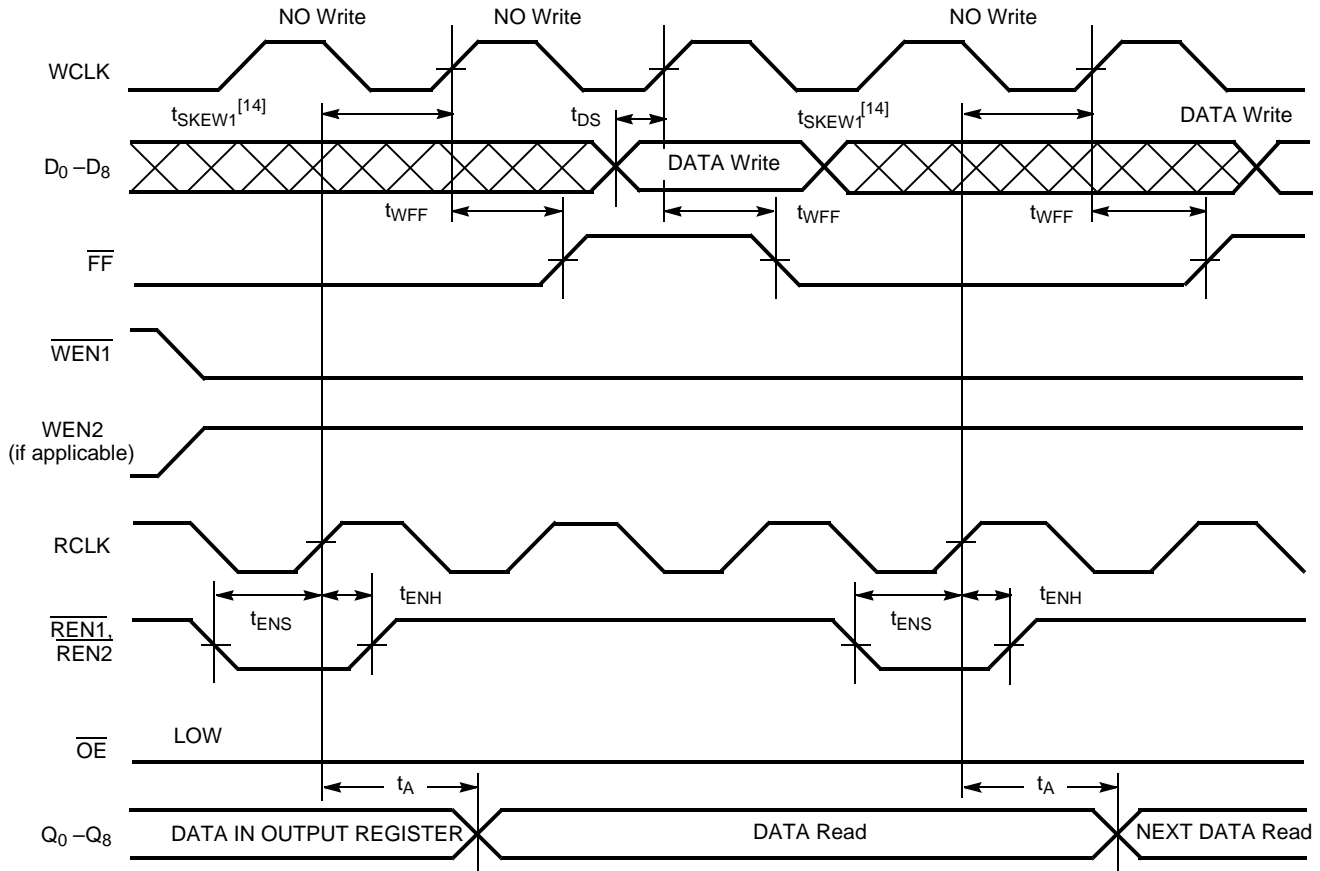 NO Write NO Write NO Write
WCLK
tSKEW1[14] tDS tSKEW1[14] DATA Write
D0 –D8 DATA Write
tWFF tWFF tWFF
FF
WEN1
WEN2
(if applicable)
RCLK
tENS tENH tENS tENH
REN1,
REN2
LOW
OE
tA tA
Q0 –Q8 DATA IN OUTPUT REGISTER DATA Read NEXT DATA Read